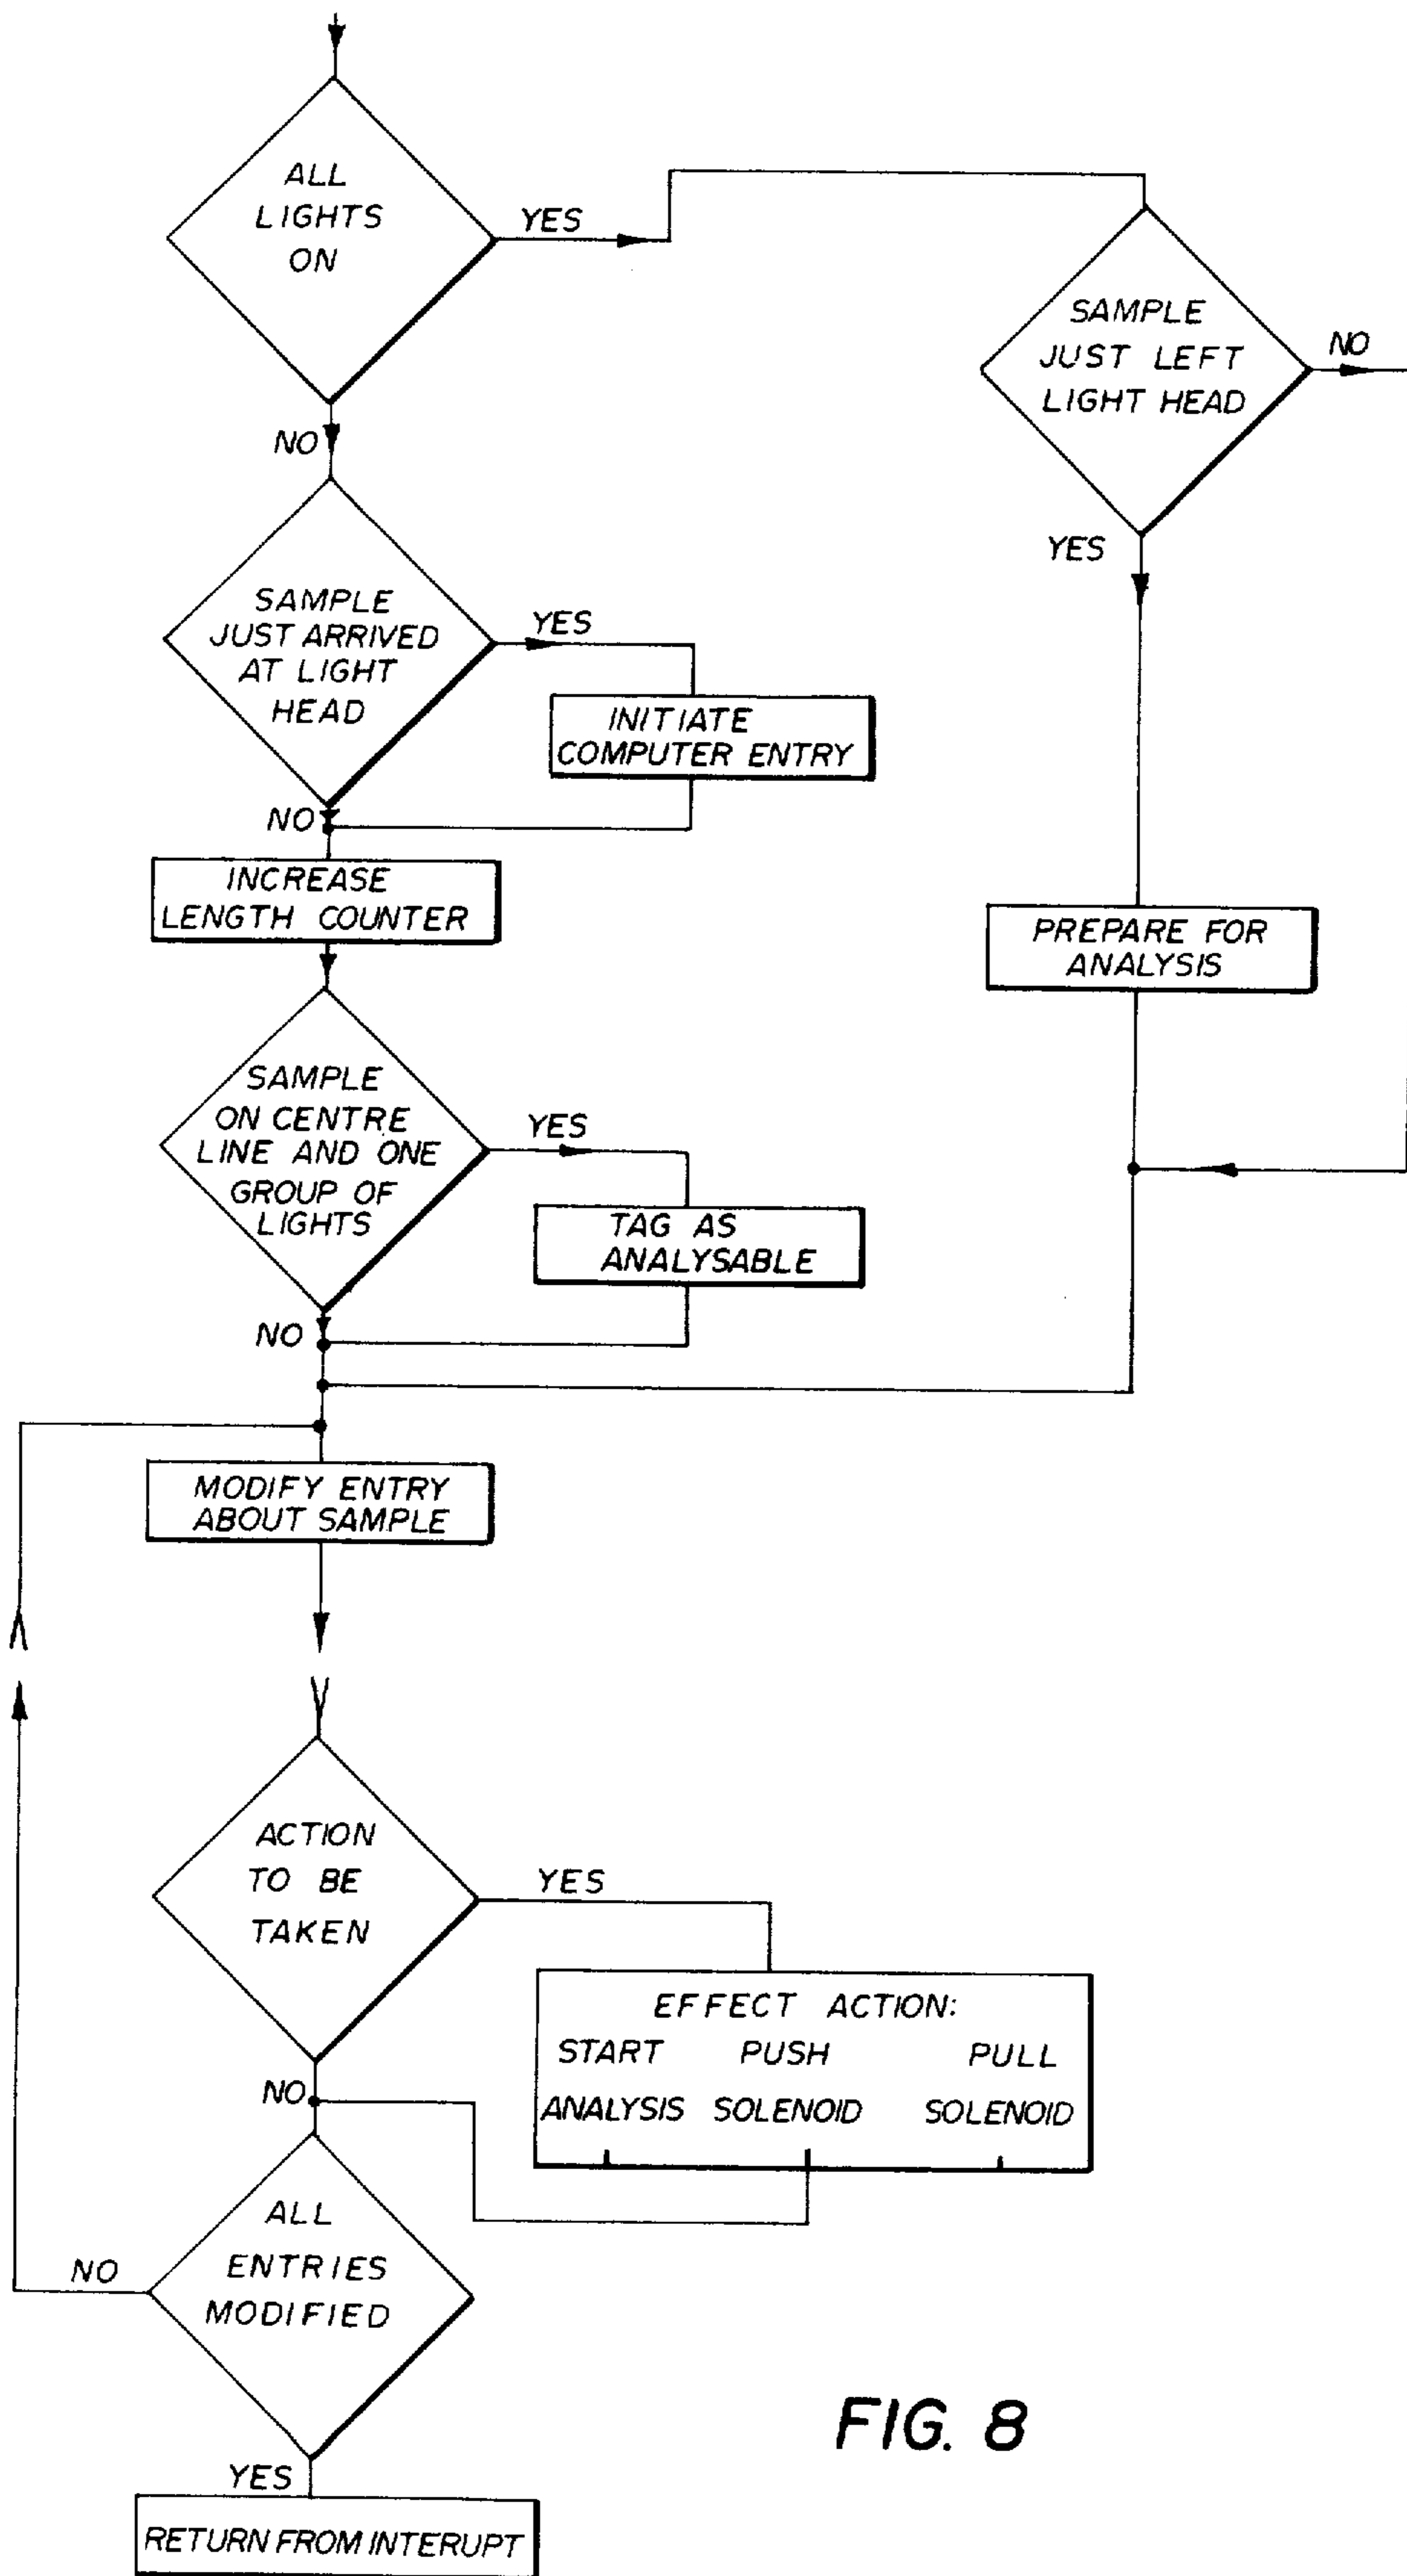 ALL
LIGHTS
ON
YES
NO
SAMPLE
JUST LEFT
LIGHT HEAD
NO
YES
SAMPLE
JUST ARRIVED
AT LIGHT
HEAD
YES
NO
INITIATE
COMPUTER ENTRY
INCREASE
LENGTH COUNTER
PREPARE FOR
ANALYSIS
SAMPLE
ON CENTRE
LINE AND ONE
GROUP OF
LIGHTS
YES
NO
TAG AS
ANALYSABLE
MODIFY ENTRY
ABOUT SAMPLE
ACTION
TO BE
TAKEN
YES
NO
EFFECT ACTION:
START PUSH PULL
ANALYSIS SOLENOID SOLENOID
ALL
ENTRIES
MODIFIED
NO
YES
RETURN FROM INTERUPT
FIG. 8